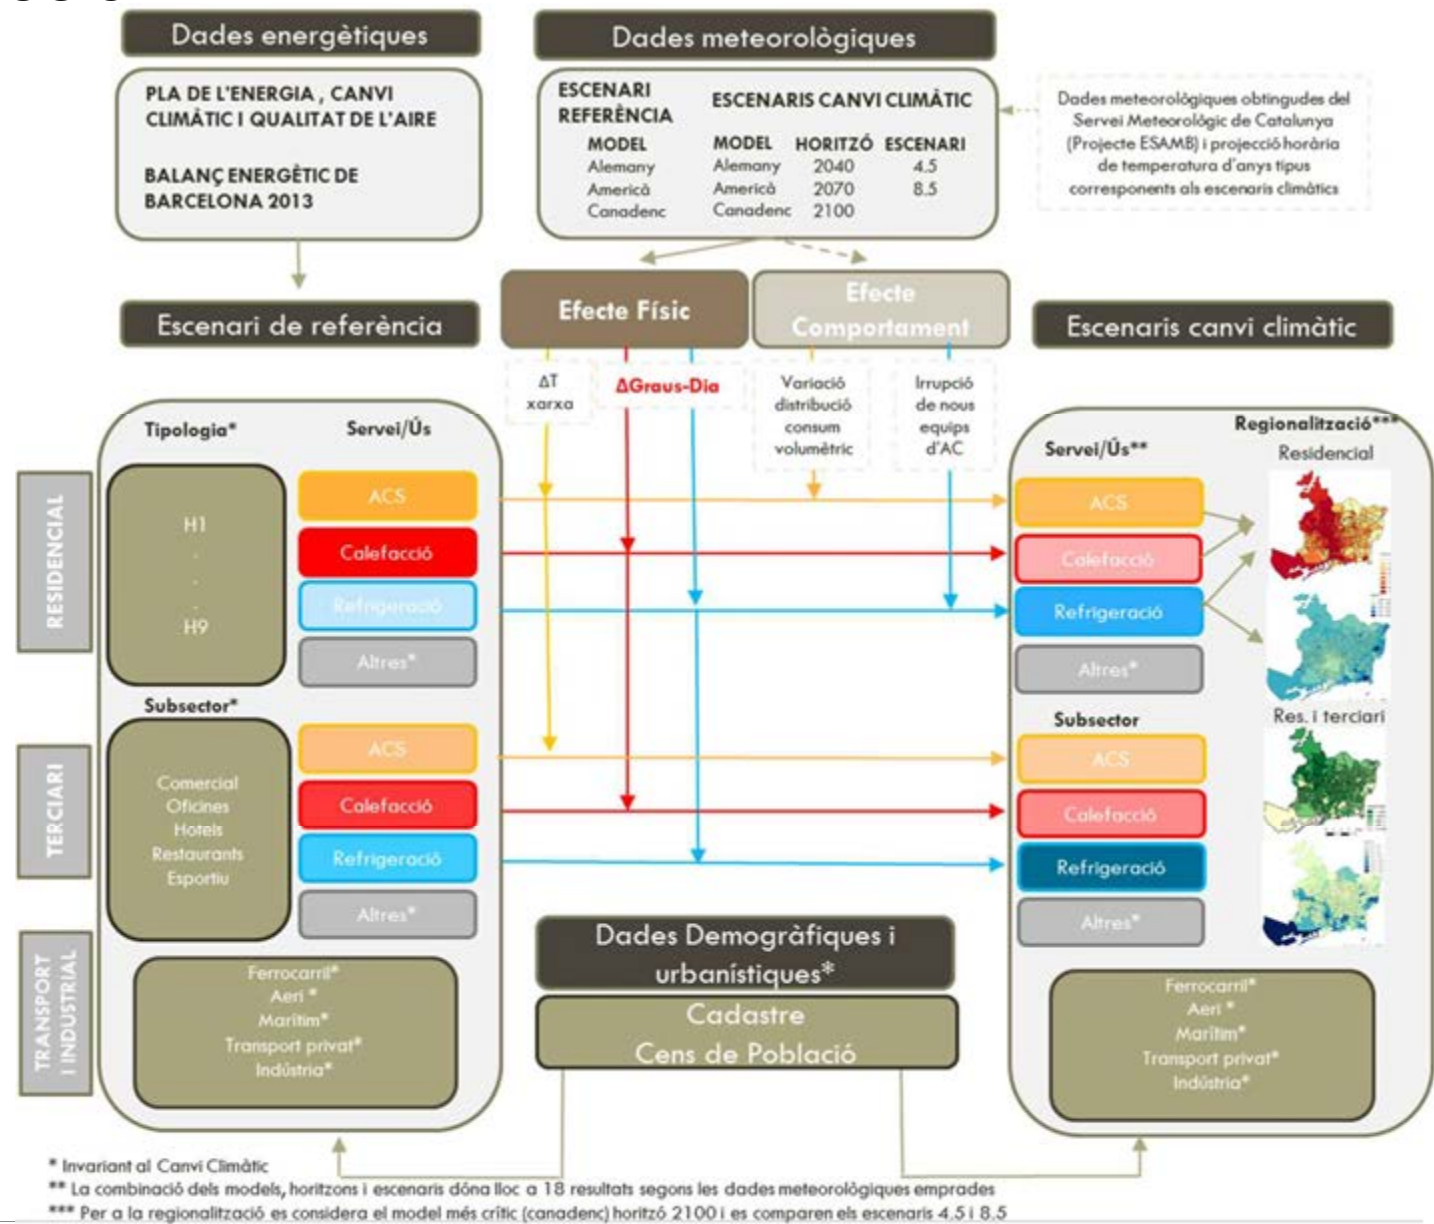 Dades energètiques
PLA DE L'ENERGIA , CANVI
CLIMÀTIC I QUALITAT DE L'AIRE
BALANÇ ENERGÈTIC DE
BARCELONA 2013
Dades meteorològiques
ESCENARI
REFERÈNCIA
ESCENARIS CANVI CLIMÀTIC
MODEL
Alemany
Americà
Canadenc
MODEL HORITZÓ ESCENARI
Alemany 2040 4.5
Americà 2070 8.5
Canadenc 2100
Dades meteorològiques obtingudes del
Servei Meteorològic de Catalunya
(Projecte ESAMB) i projecció horària
de temperatura d'anys tipus
corresponents als escenaris climàtics
Escenari de referència
Efecte Físic
Efecte
Comportament
Escenaris canvi climàtic
ΔT
xarxa
ΔGraus-Dia
Variació
distribució
consum
volumètric
Irrupció
de nous
equips
d'AC
RESIDENCIAL
Tipologia*
Servei/Ús
H1
.
.
.
H9
ACS
Calefacció
Refrigeració
Altres*
TERCIARI
Subsector*
Comercial
Oficines
Hotels
Restaurants
Esportiu
ACS
Calefacció
Refrigeració
Altres*
TRANSPORT
I INDUSTRIAL
Ferrocarril*
Aeri *
Marítim*
Transport privat*
Indústria*
Dades Demogràfiques i
urbanístiques*
Cadastre
Cens de Població
Servei/Ús**
Regionalització***
Residencial
ACS
Calefacció
Refrigeració
Altres*
Subsector
Res. i terciari
ACS
Calefacció
Refrigeració
Altres*
Ferrocarril*
Aeri *
Marítim*
Transport privat*
Indústria*
* Invariant al Canvi Climàtic
** La combinació dels models, horitzons i escenaris dóna lloc a 18 resultats segons les dades meteorològiques emprades
*** Per a la regionalització es considera el model més crític (canadenc) horitzó 2100 i es comparen els escenaris 4.5 i 8.5